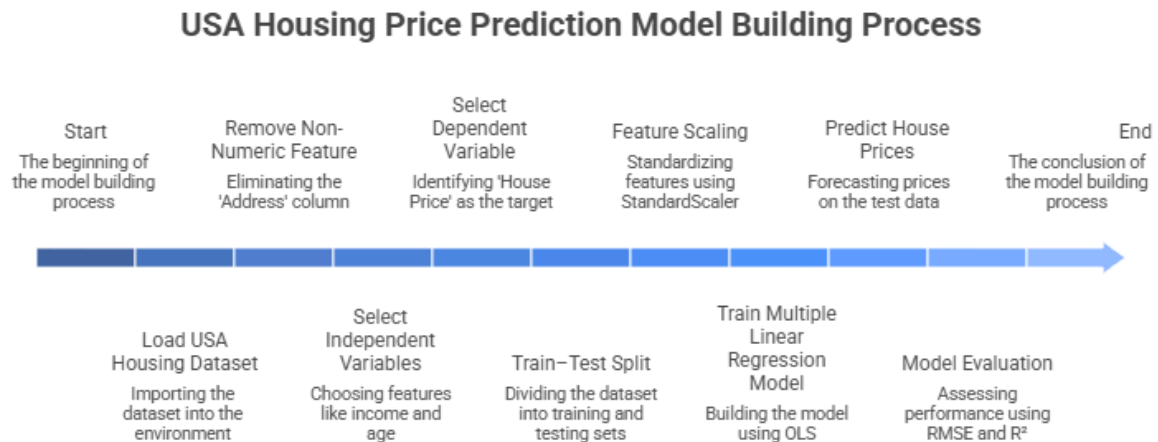 USA Housing Price Prediction Model Building Process
Start
The beginning of
the model building
process
Load USA
Housing Dataset
Importing the
dataset into the
environment
Remove Non-
Numeric Feature
Eliminating the
'Address' column
Select
Independent
Variables
Choosing features
like income and
age
Select
Dependent
Variable
Identifying 'House
Price' as the target
Train–Test Split
Dividing the dataset
into training and
testing sets
Feature Scaling
Standardizing
features using
StandardScaler
Train Multiple
Linear
Regression
Model
Building the model
using OLS
Predict House
Prices
Forecasting prices
on the test data
Model Evaluation
Assessing
performance using
RMSE and R²
End
The conclusion of
the model building
process